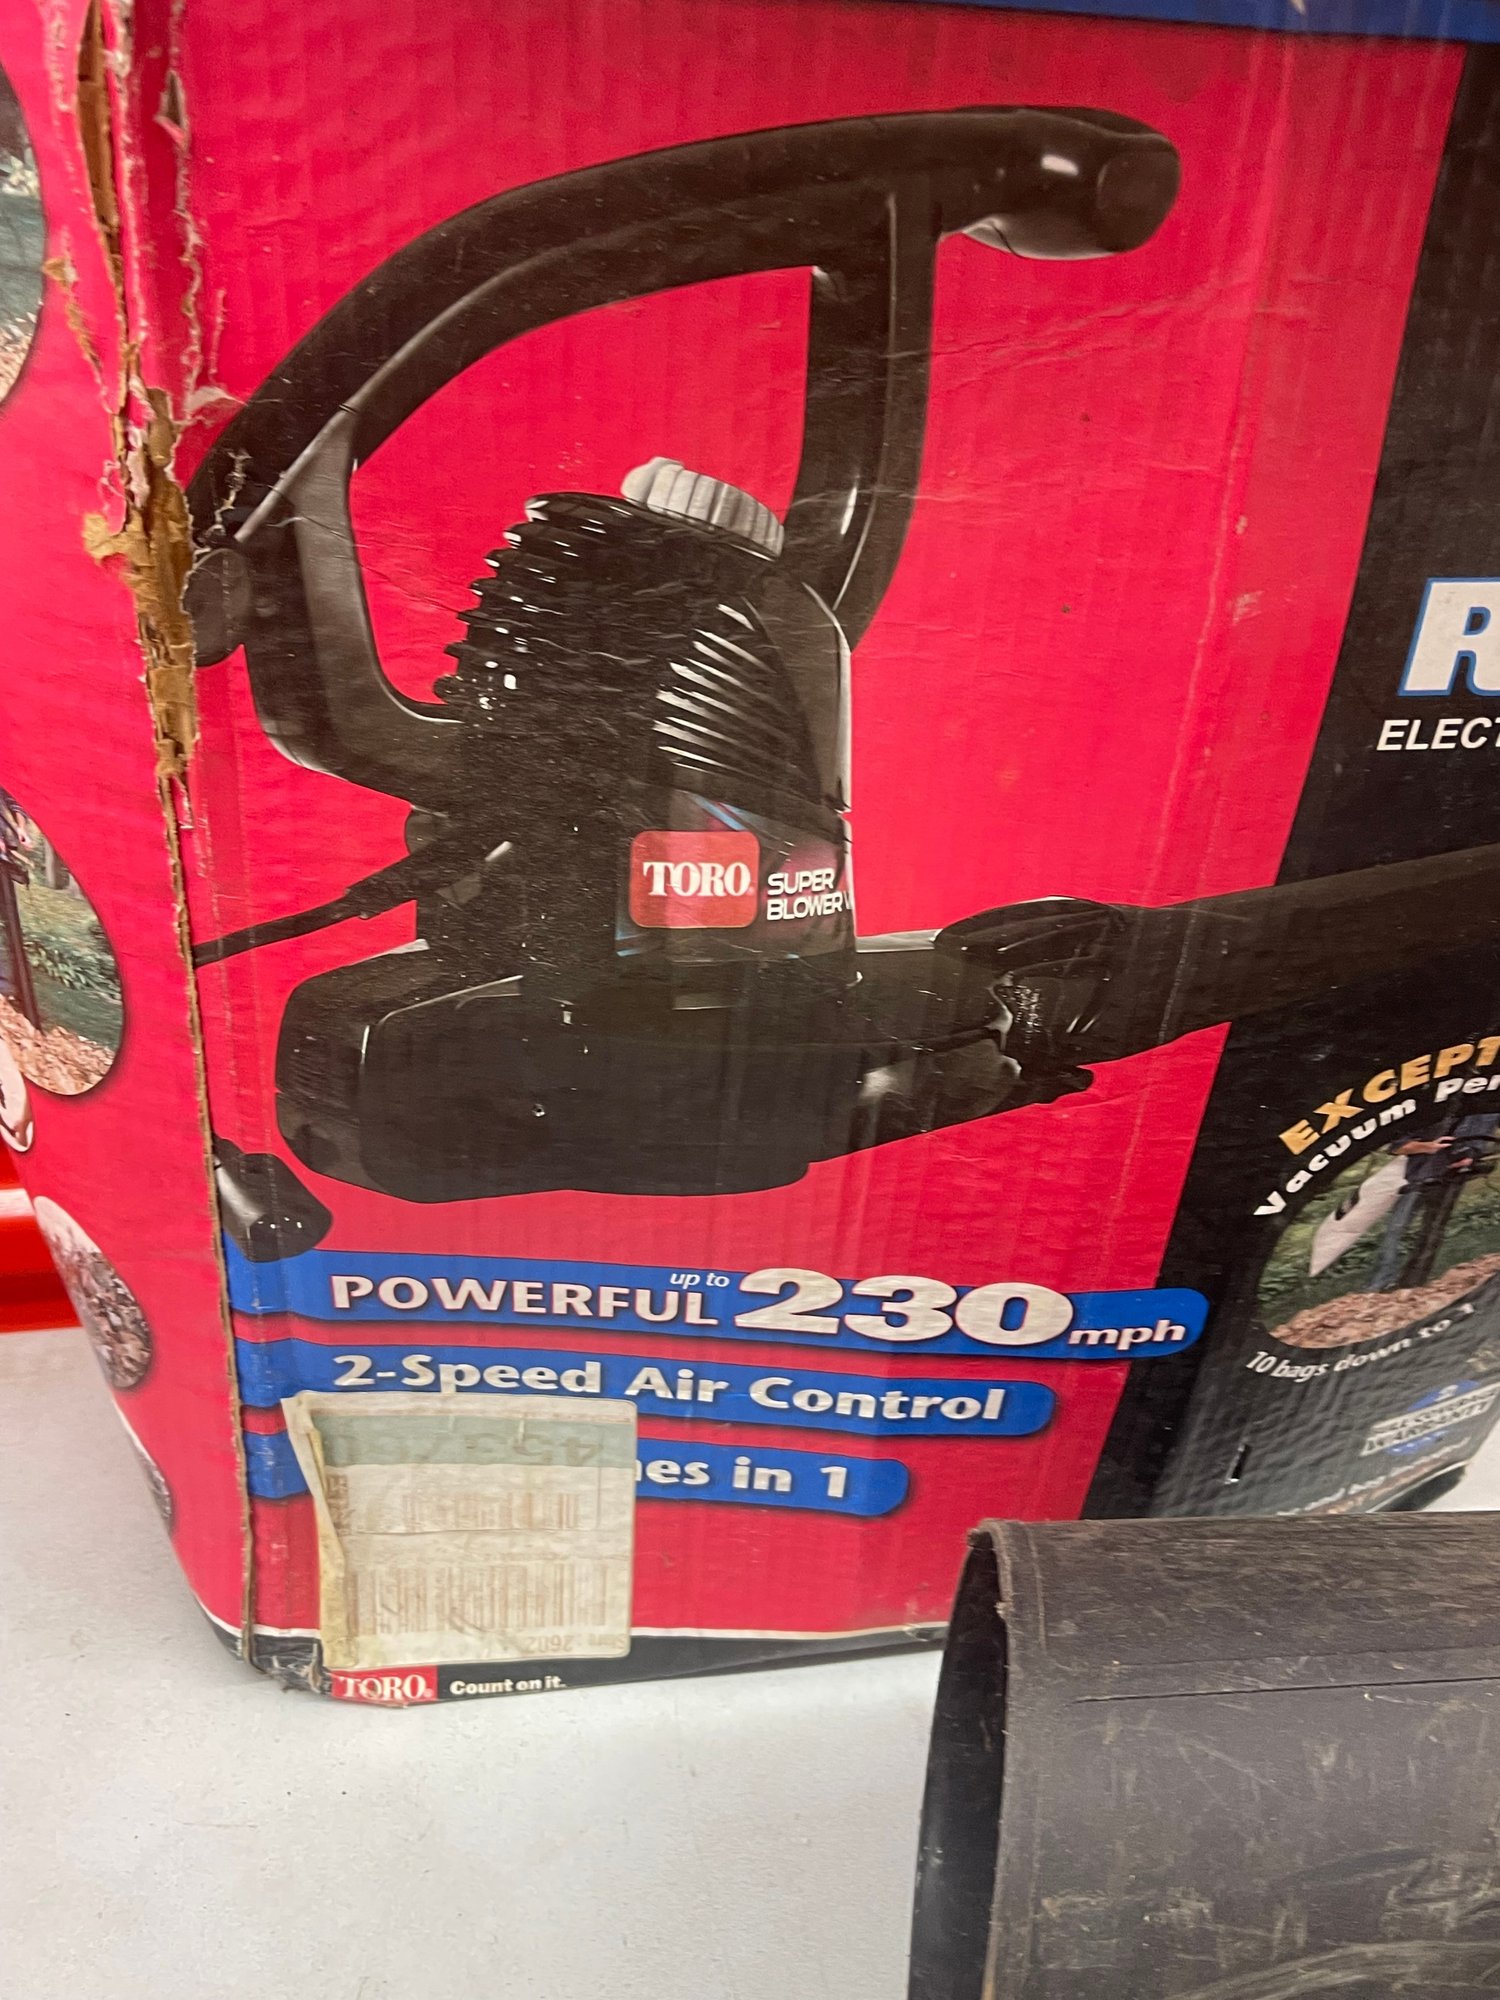 R
ELECT
TORO SUPER
BLOWER V
EXCEPT
Vacuum Per
10 bags down to 1
POWERFUL up to 230 mph
2-Speed Air Control
nes in 1
2602
TORO. Count on it.